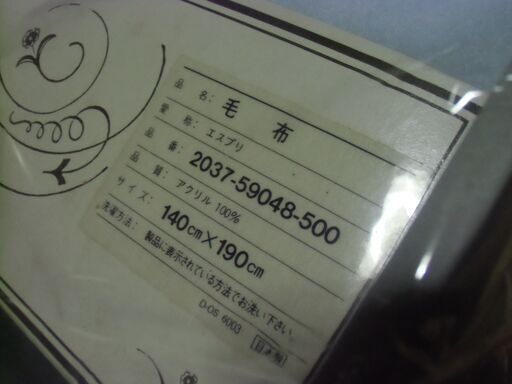 品名: 毛布
愛称: エスプリ
品番: 2037-59048-500
品質: アクリル 100%
サイズ: 140cm×190cm
洗濯方法: 製品に表示されている方法でお洗い下さい。
D-OS 6003 日本製